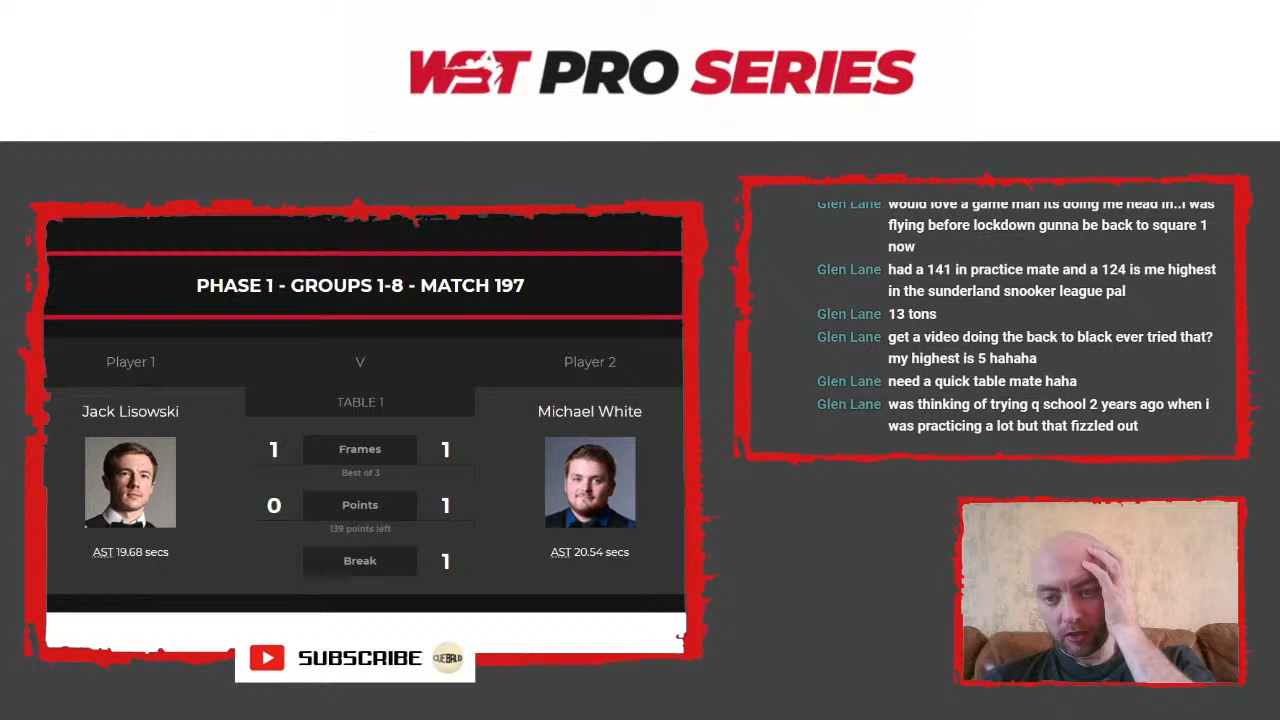 WST PRO SERIES
PHASE 1 - GROUPS 1-8 - MATCH 197
Player 1 V Player 2
TABLE 1
Jack Lisowski Michael White
1 Frames 1
Best of 3
0 Points 1
139 points left
AST 19.68 secs AST 20.54 secs
Break 1
SUBSCRIBE CUEBALD
Glen Lane would love a game man its doing me head in..i was
flying before lockdown gunna be back to square 1
now
Glen Lane had a 141 in practice mate and a 124 is me highest
in the sunderland snooker league pal
Glen Lane 13 tons
Glen Lane get a video doing the back to black ever tried that?
my highest is 5 hahaha
Glen Lane need a quick table mate haha
Glen Lane was thinking of trying q school 2 years ago when i
was practicing a lot but that fizzled out